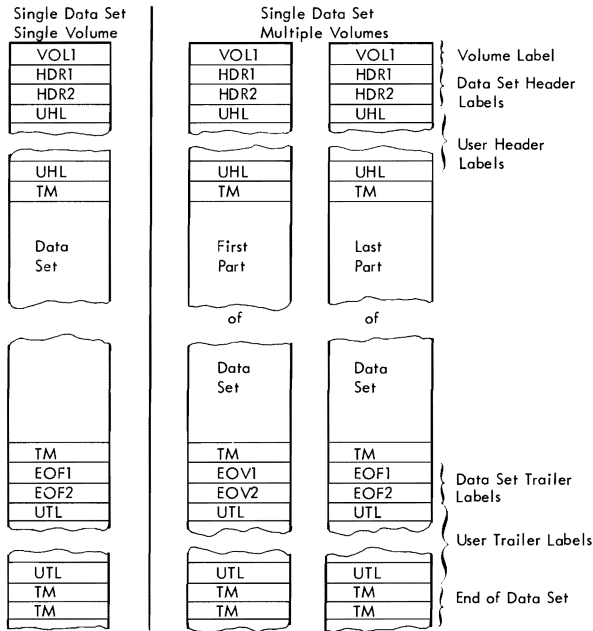 Single Data Set
Single Volume
VOL1
HDR1
HDR2
UHL
UHL
TM
Data
Set
TM
EOF1
EOF2
UTL
UTL
TM
TM
Single Data Set
Multiple Volumes
VOL1
HDR1
HDR2
UHL
UHL
TM
First
Part
of
Data
Set
TM
EOV1
EOV2
UTL
UTL
TM
TM
VOL1
HDR1
HDR2
UHL
UHL
TM
Last
Part
of
Data
Set
TM
EOF1
EOF2
UTL
UTL
TM
TM
Volume Label
Data Set Header
Labels
User Header
Labels
Data Set Trailer
Labels
User Trailer Labels
End of Data Set